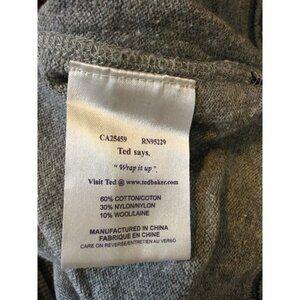 CA25459 RN95229
Ted says,
"Wrap it up".
Visit Ted @ www.tedbaker.com
60% COTTON/COTON
30% NYLON/NYLON
10% WOOL/LAINE
MANUFACTURED IN CHINA
FABRIQUE EN CHINE
CARE ON REVERSE/ENTRETIEN AU VERSO